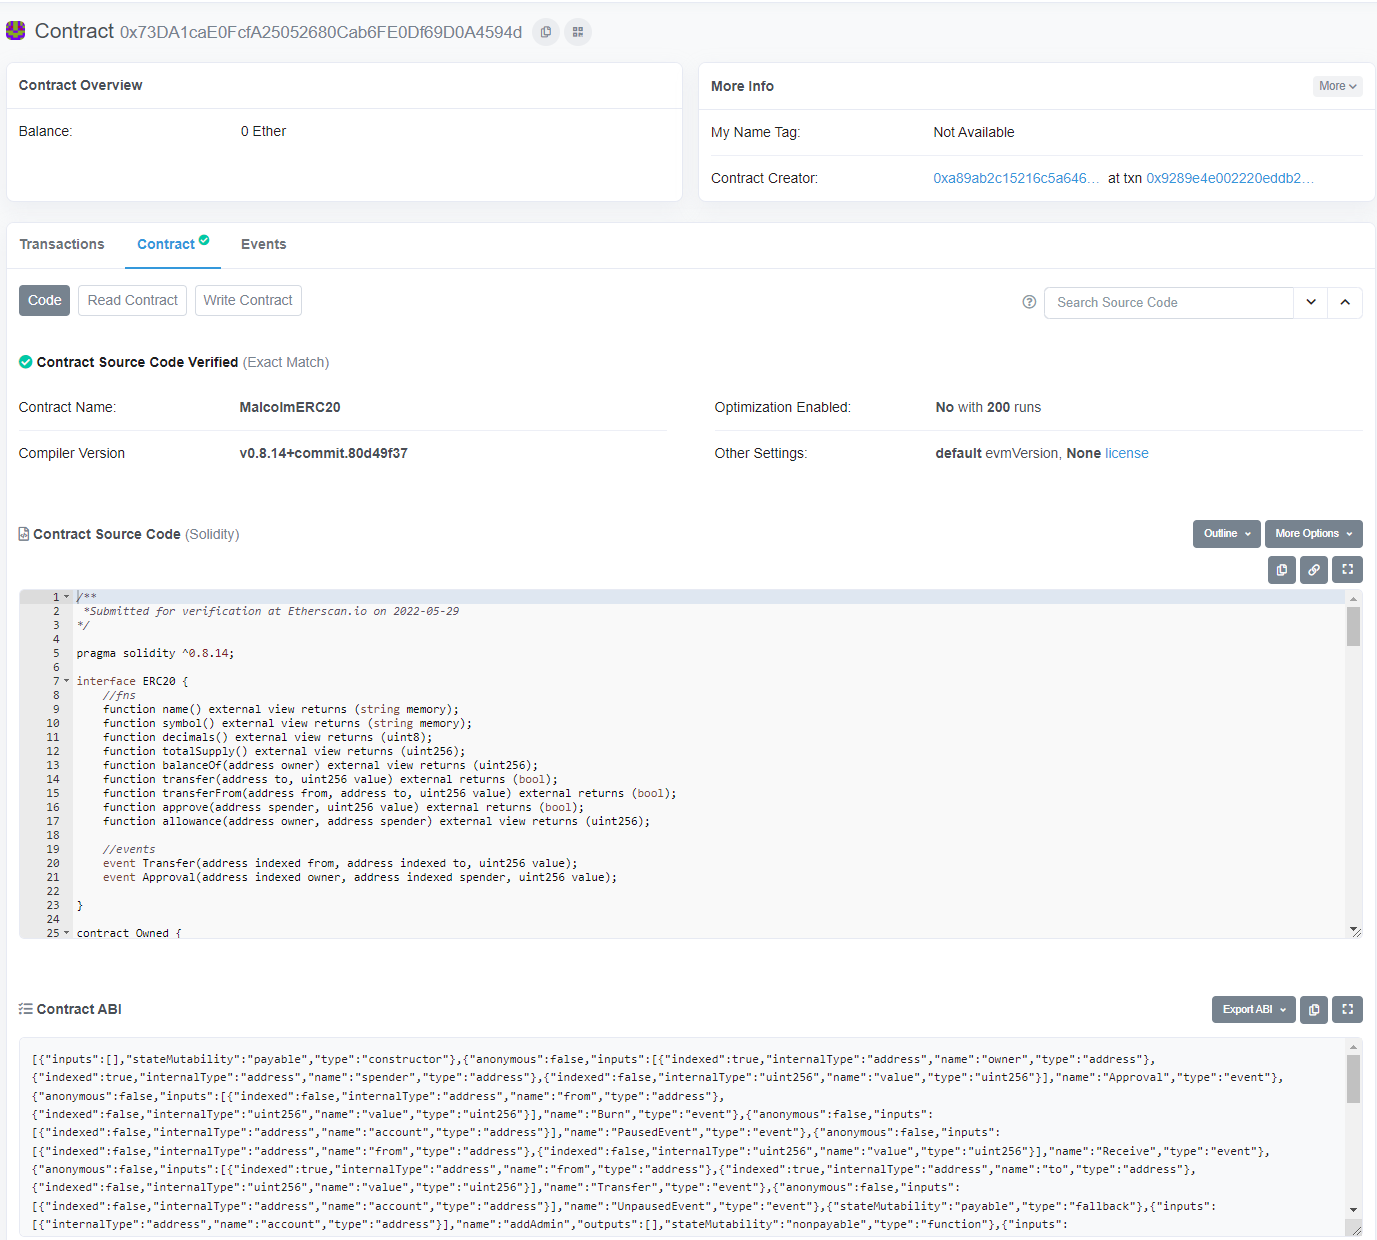 Contract 0x73DA1caE0FcfA25052680Cab6FE0Df69D0A4594d
Contract Overview
Balance: 0 Ether
More Info
More
My Name Tag: Not Available
Contract Creator: 0xa89ab2c15216c5a646... at txn 0x9289e4e002220eddb2...
Transactions Contract Events
Code Read Contract Write Contract
Search Source Code
Contract Source Code Verified (Exact Match)
Contract Name: MalcolmERC20
Optimization Enabled: No with 200 runs
Compiler Version v0.8.14+commit.80d49f37
Other Settings: default evmVersion, None license
Contract Source Code (Solidity)
Outline More Options
1 /**
2 *Submitted for verification at Etherscan.io on 2022-05-29
3 */
4
5 pragma solidity ^0.8.14;
6
7 interface ERC20 {
8 //fns
9 function name() external view returns (string memory);
10 function symbol() external view returns (string memory);
11 function decimals() external view returns (uint8);
12 function totalSupply() external view returns (uint256);
13 function balanceOf(address owner) external view returns (uint256);
14 function transfer(address to, uint256 value) external returns (bool);
15 function transferFrom(address from, address to, uint256 value) external returns (bool);
16 function approve(address spender, uint256 value) external returns (bool);
17 function allowance(address owner, address spender) external view returns (uint256);
18
19 //events
20 event Transfer(address indexed from, address indexed to, uint256 value);
21 event Approval(address indexed owner, address indexed spender, uint256 value);
22
23 }
24
25 contract Owned {
Contract ABI
Export ABI
[{"inputs":[],"stateMutability":"payable","type":"constructor"},{"anonymous":false,"inputs":[{"indexed":true,"internalType":"address","name":"owner","type":"address"},
{"indexed":true,"internalType":"address","name":"spender","type":"address"},{"indexed":false,"internalType":"uint256","name":"value","type":"uint256"}],"name":"Approval","type":"event"},
{"anonymous":false,"inputs":[{"indexed":false,"internalType":"address","name":"from","type":"address"},
{"indexed":false,"internalType":"uint256","name":"value","type":"uint256"}],"name":"Burn","type":"event"},{"anonymous":false,"inputs":
[{"indexed":false,"internalType":"address","name":"account","type":"address"}],"name":"PausedEvent","type":"event"},{"anonymous":false,"inputs":
[{"indexed":false,"internalType":"address","name":"from","type":"address"},{"indexed":false,"internalType":"uint256","name":"value","type":"uint256"}],"name":"Receive","type":"event"},
{"anonymous":false,"inputs":[{"indexed":true,"internalType":"address","name":"from","type":"address"},{"indexed":true,"internalType":"address","name":"to","type":"address"},
{"indexed":false,"internalType":"uint256","name":"value","type":"uint256"}],"name":"Transfer","type":"event"},{"anonymous":false,"inputs":
[{"indexed":false,"internalType":"address","name":"account","type":"address"}],"name":"UnpausedEvent","type":"event"},{"stateMutability":"payable","type":"fallback"},{"inputs":
[{"internalType":"address","name":"account","type":"address"}],"name":"addAdmin","outputs":[],"stateMutability":"nonpayable","type":"function"},{"inputs":